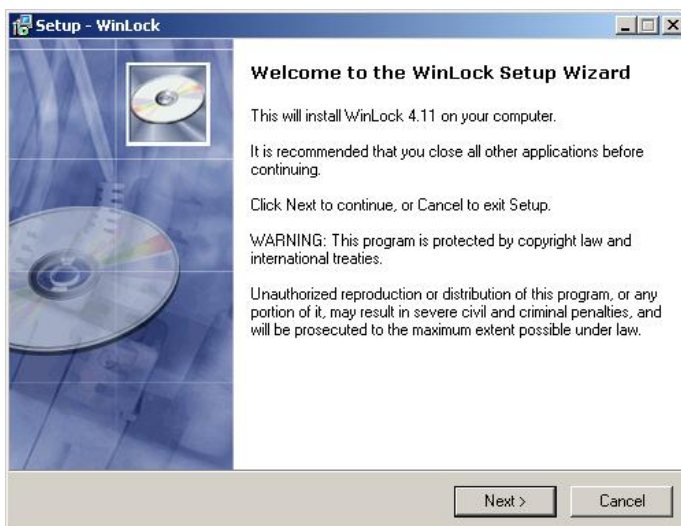 Setup - WinLock
Welcome to the WinLock Setup Wizard
This will install WinLock 4.11 on your computer.
It is recommended that you close all other applications before
continuing.
Click Next to continue, or Cancel to exit Setup.
WARNING: This program is protected by copyright law and
international treaties.
Unauthorized reproduction or distribution of this program, or any
portion of it, may result in severe civil and criminal penalties, and
will be prosecuted to the maximum extent possible under law.
Next >
Cancel